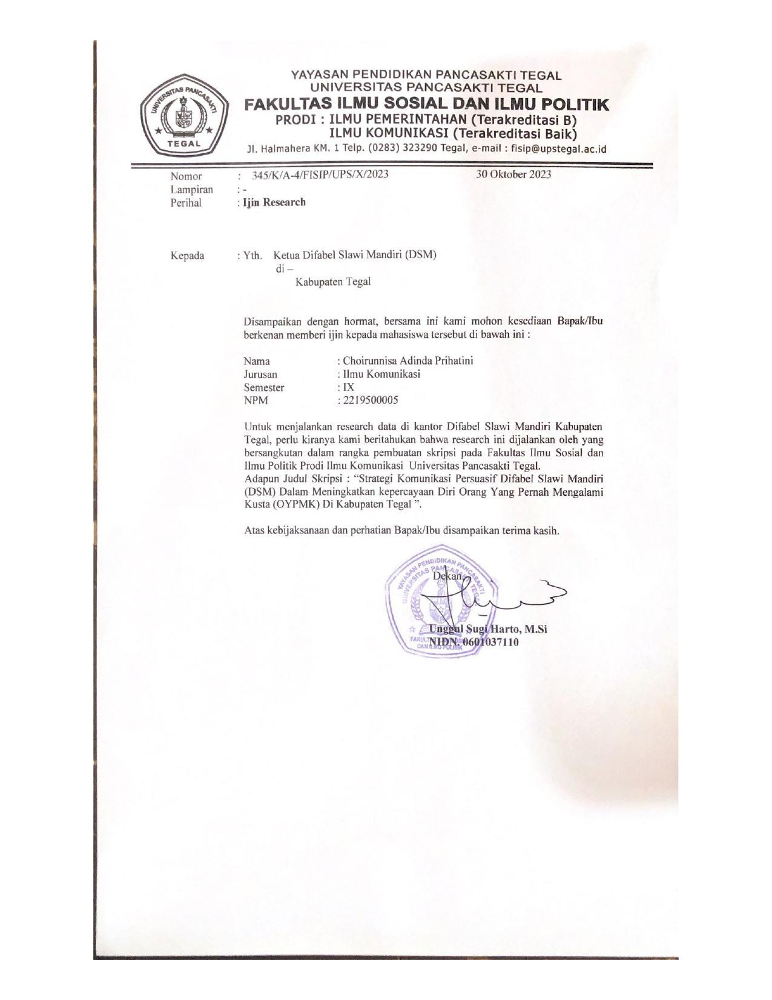 YAYASAN PENDIDIKAN PANCASAKTI TEGAL
UNIVERSITAS PANCASAKTI TEGAL
FAKULTAS ILMU SOSIAL DAN ILMU POLITIK
PRODI : ILMU PEMERINTAHAN (Terakreditasi B)
ILMU KOMUNIKASI (Terakreditasi Baik)
Jl. Halmahera KM. 1 Telp. (0283) 323290 Tegal, e-mail : fisip@upstegal.ac.id
UNIVERSITAS PANCASAKTI
TEGAL
Nomor : 345/K/A-4/FISIP/UPS/X/2023 30 Oktober 2023
Lampiran : -
Perihal : Ijin Research
Kepada : Yth. Ketua Difabel Slawi Mandiri (DSM)
di –
Kabupaten Tegal
Disampaikan dengan hormat, bersama ini kami mohon kesediaan Bapak/Ibu
berkenan memberi ijin kepada mahasiswa tersebut di bawah ini :
Nama : Choirunnisa Adinda Prihatini
Jurusan : Ilmu Komunikasi
Semester : IX
NPM : 2219500005
Untuk menjalankan research data di kantor Difabel Slawi Mandiri Kabupaten
Tegal, perlu kiranya kami beritahukan bahwa research ini dijalankan oleh yang
bersangkutan dalam rangka pembuatan skripsi pada Fakultas Ilmu Sosial dan
Ilmu Politik Prodi Ilmu Komunikasi Universitas Pancasakti Tegal.
Adapun Judul Skripsi : “Strategi Komunikasi Persuasif Difabel Slawi Mandiri
(DSM) Dalam Meningkatkan kepercayaan Diri Orang Yang Pernah Mengalami
Kusta (OYPMK) Di Kabupaten Tegal ”.
Atas kebijaksanaan dan perhatian Bapak/Ibu disampaikan terima kasih.
YAYASAN PENDIDIKAN PANCASAKTI
UNIVERSITAS PANCASAKTI TEGAL
Dekan,
Unggul Sugi Harto, M.Si
NIDN. 0601037110
DAN ILMU POLITIK